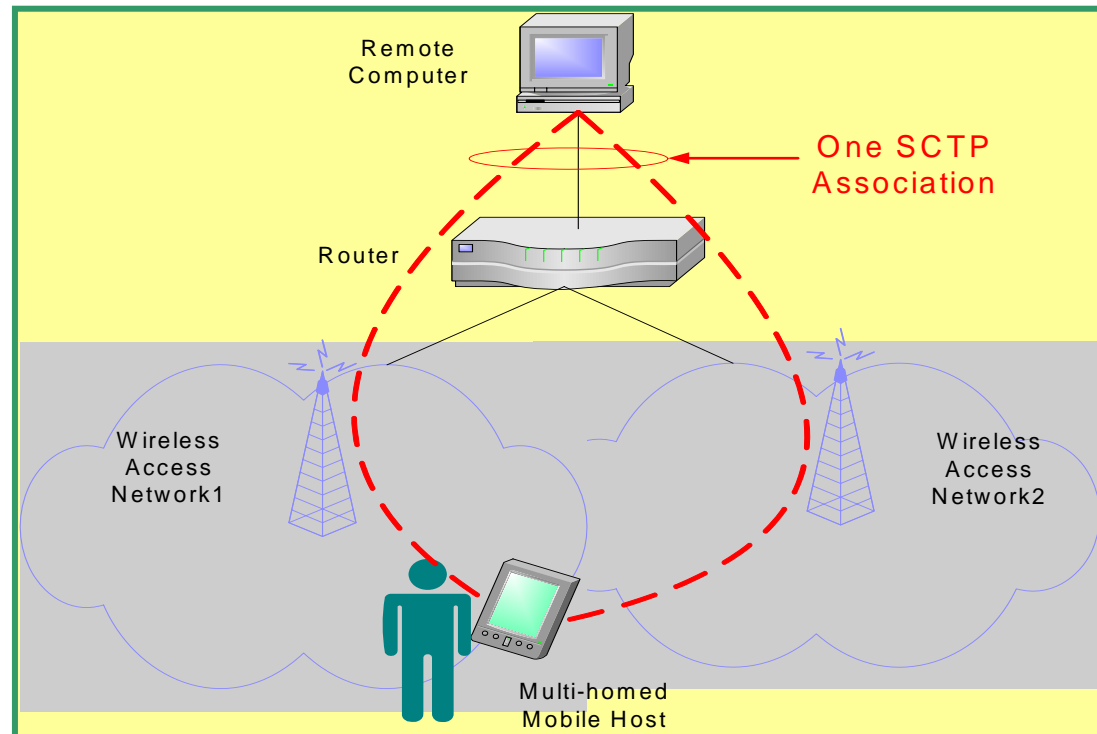 Remote
Computer
One SCTP
Association
Router
Wireless
Access
Network1
Wireless
Access
Network2
Multi-homed
Mobile Host